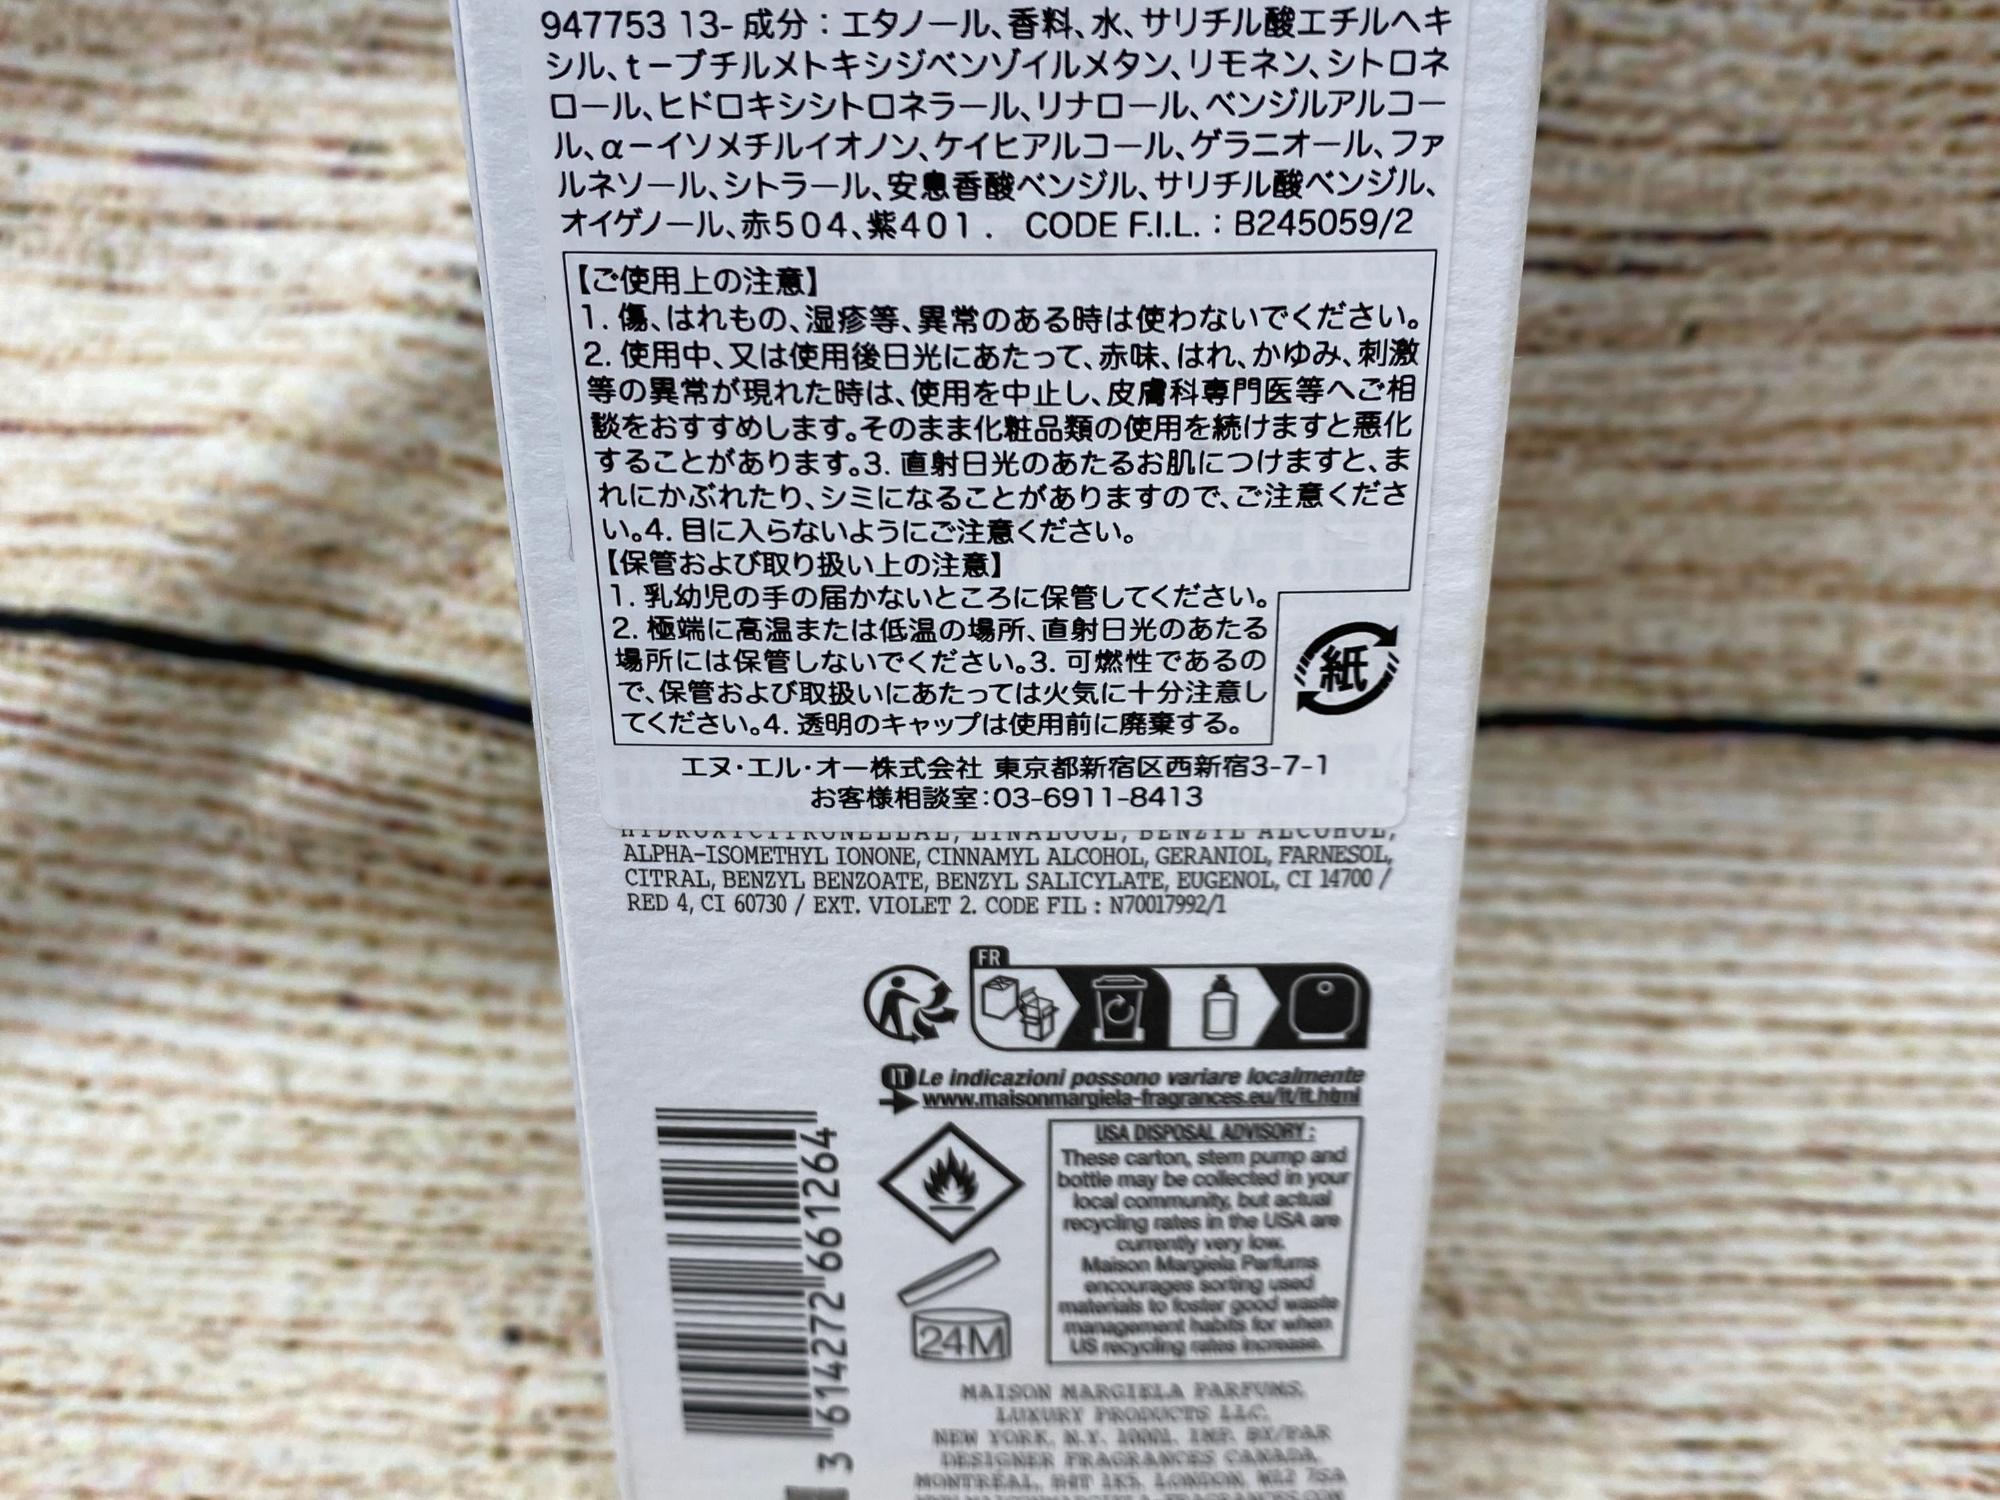 947753 13- 成分：エタノール、香料、水、サリチル酸エチルヘキ
シル、t－ブチルメトキシジベンゾイルメタン、リモネン、シトロネ
ロール、ヒドロキシシトロネラール、リナロール、ベンジルアルコー
ル、α－イソメチルイオノン、ケイヒアルコール、ゲラニオール、ファ
ルネソール、シトラール、安息香酸ベンジル、サリチル酸ベンジル、
オイゲノール、赤504、紫401． CODE F.I.L.：B245059/2
【ご使用上の注意】
1. 傷、はれもの、湿疹等、異常のある時は使わないでください。
2. 使用中、又は使用後日光にあたって、赤味、はれ、かゆみ、刺激
等の異常が現れた時は、使用を中止し、皮膚科専門医等へご相
談をおすすめします。そのまま化粧品類の使用を続けますと悪化
することがあります。3. 直射日光のあたるお肌につけますと、ま
れにかぶれたり、シミになることがありますので、ご注意くださ
い。4. 目に入らないようにご注意ください。
【保管および取り扱い上の注意】
1. 乳幼児の手の届かないところに保管してください。
2. 極端に高温または低温の場所、直射日光のあたる
場所には保管しないでください。3. 可燃性であるの
で、保管および取扱いにあたっては火気に十分注意し
てください。4. 透明のキャップは使用前に廃棄する。
紙
エヌ・エル・オー株式会社 東京都新宿区西新宿3-7-1
お客様相談室：03-6911-8413
HYDROXYCITRONELLAL, LINALOOL, BENZYL ALCOHOL,
ALPHA-ISOMETHYL IONONE, CINNAMYL ALCOHOL, GERANIOL, FARNESOL,
CITRAL, BENZYL BENZOATE, BENZYL SALICYLATE, EUGENOL, CI 14700 /
RED 4, CI 60730 / EXT. VIOLET 2. CODE FIL : N70017992/1
FR
IT Le indicazioni possono variare localmente
www.maisonmargiela-fragrances.eu/it/it.html
USA DISPOSAL ADVISORY :
These carton, stem pump and
bottle may be collected in your
local community, but actual
recycling rates in the USA are
currently very low.
Maison Margiela Parfums
encourages sorting used
materials to foster good waste
management habits for when
US recycling rates increase.
24M
3 614272 661264
MAISON MARGIELA PARFUMS,
LUXURY PRODUCTS LLC,
NEW YORK, N.Y. 10001. IMP. BY/PAR
DESIGNER FRAGRANCES CANADA,
MONTRÉAL, H4T 1K5. LONDON, W12 7SA